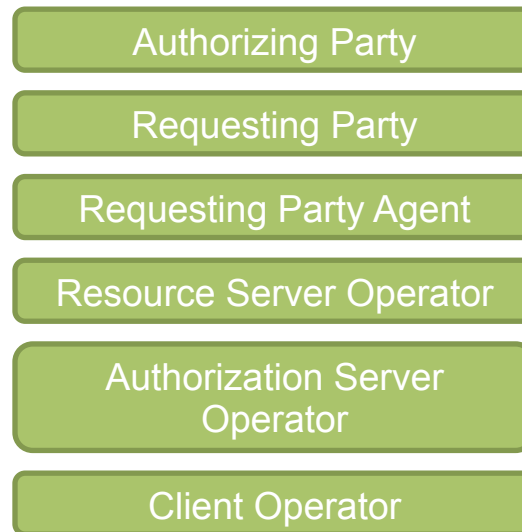 Authorizing Party
Requesting Party
Requesting Party Agent
Resource Server Operator
Authorization Server
Operator
Client Operator